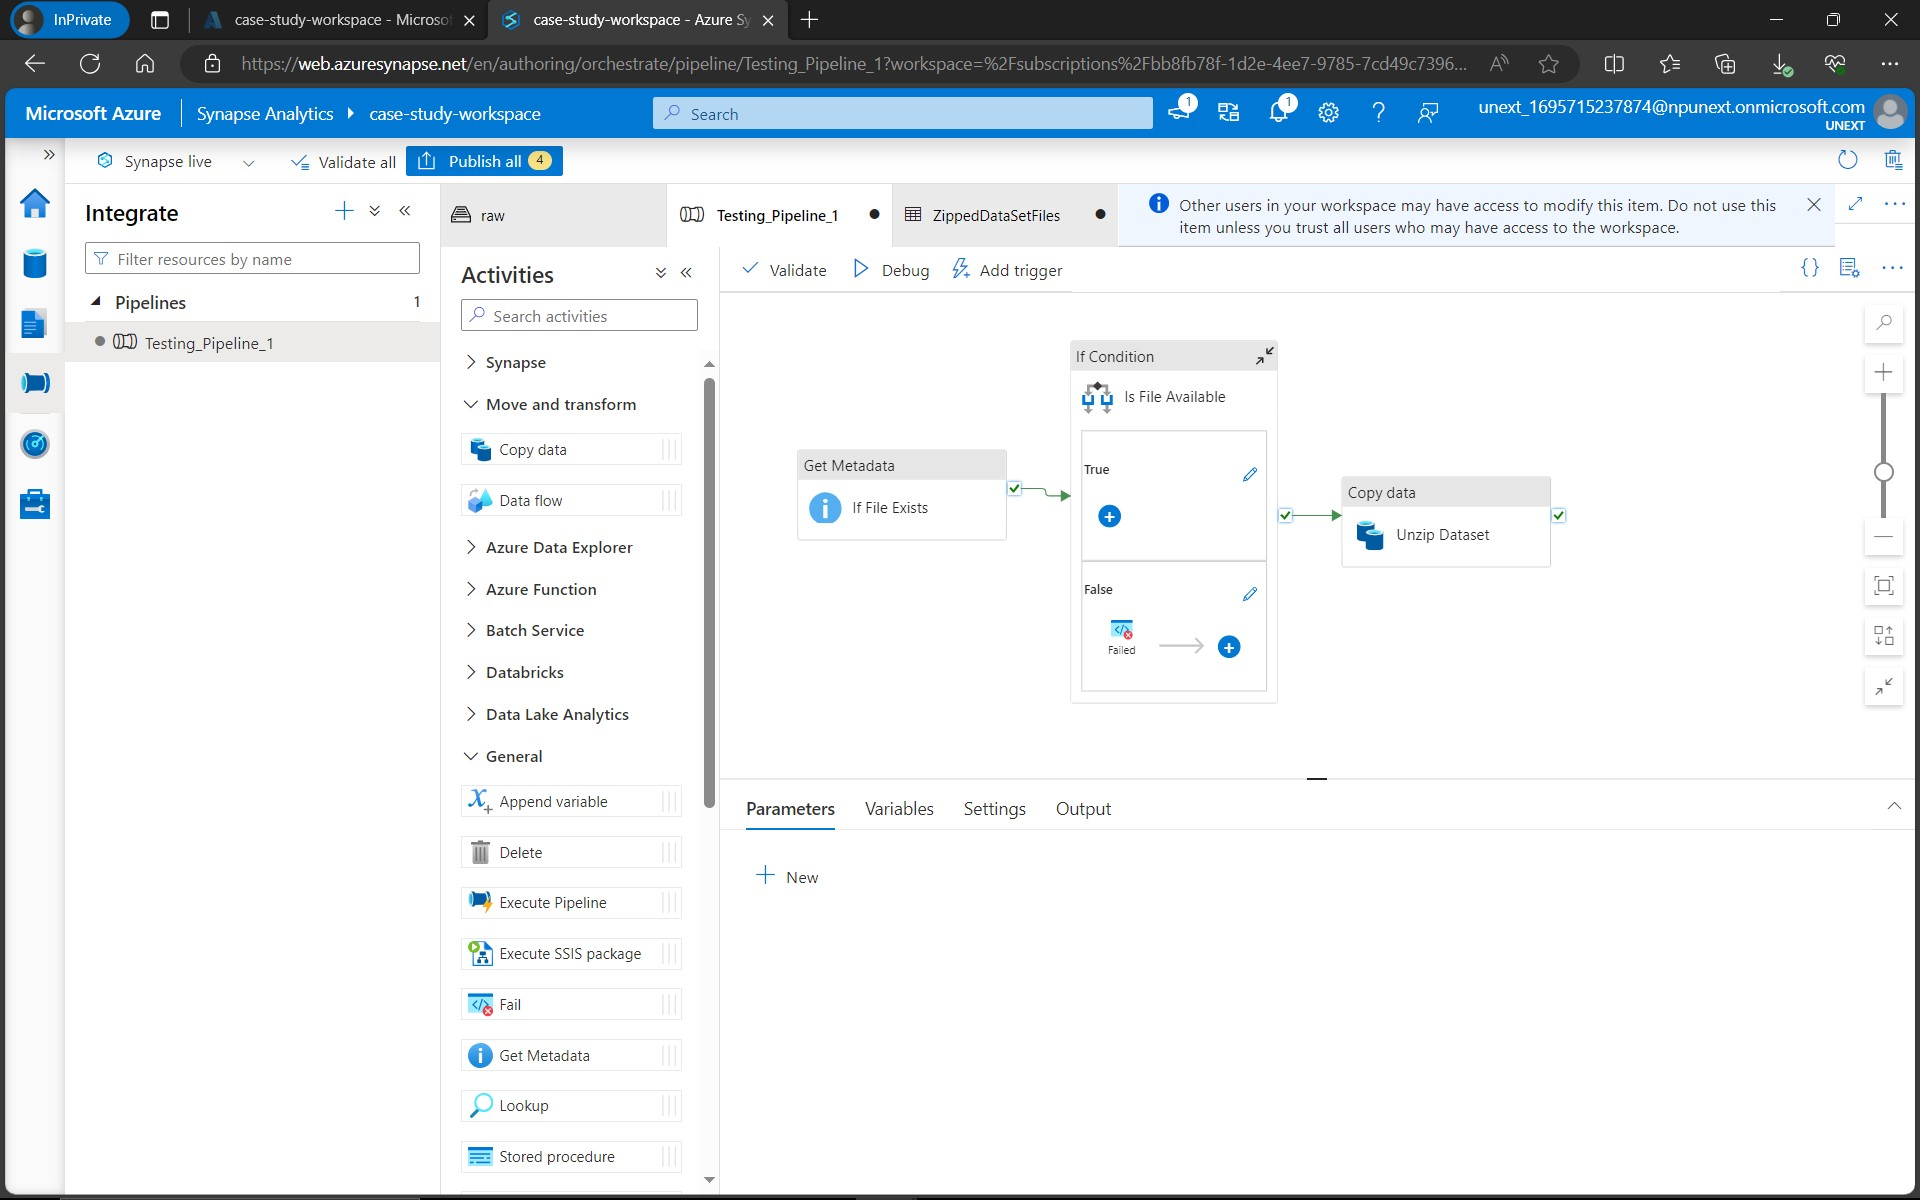 InPrivate
case-study-workspace - Microsof
case-study-workspace - Azure Sy
https://web.azuresynapse.net/en/authoring/orchestrate/pipeline/Testing_Pipeline_1?workspace=%2Fsubscriptions%2Fbb8fb78f-1d2e-4ee7-9785-7cd49c7396...
Microsoft Azure
Synapse Analytics
case-study-workspace
Search
1
1
unext_1695715237874@npunext.onmicrosoft.com
UNEXT
Synapse live
Validate all
Publish all
4
Integrate
Filter resources by name
Pipelines
1
Testing_Pipeline_1
raw
Testing_Pipeline_1
ZippedDataSetFiles
Other users in your workspace may have access to modify this item. Do not use this
item unless you trust all users who may have access to the workspace.
Activities
Search activities
Synapse
Move and transform
Copy data
Data flow
Azure Data Explorer
Azure Function
Batch Service
Databricks
Data Lake Analytics
General
Append variable
Delete
Execute Pipeline
Execute SSIS package
Fail
Get Metadata
Lookup
Stored procedure
Validate
Debug
Add trigger
Get Metadata
If File Exists
If Condition
Is File Available
True
False
Failed
Copy data
Unzip Dataset
Parameters
Variables
Settings
Output
New